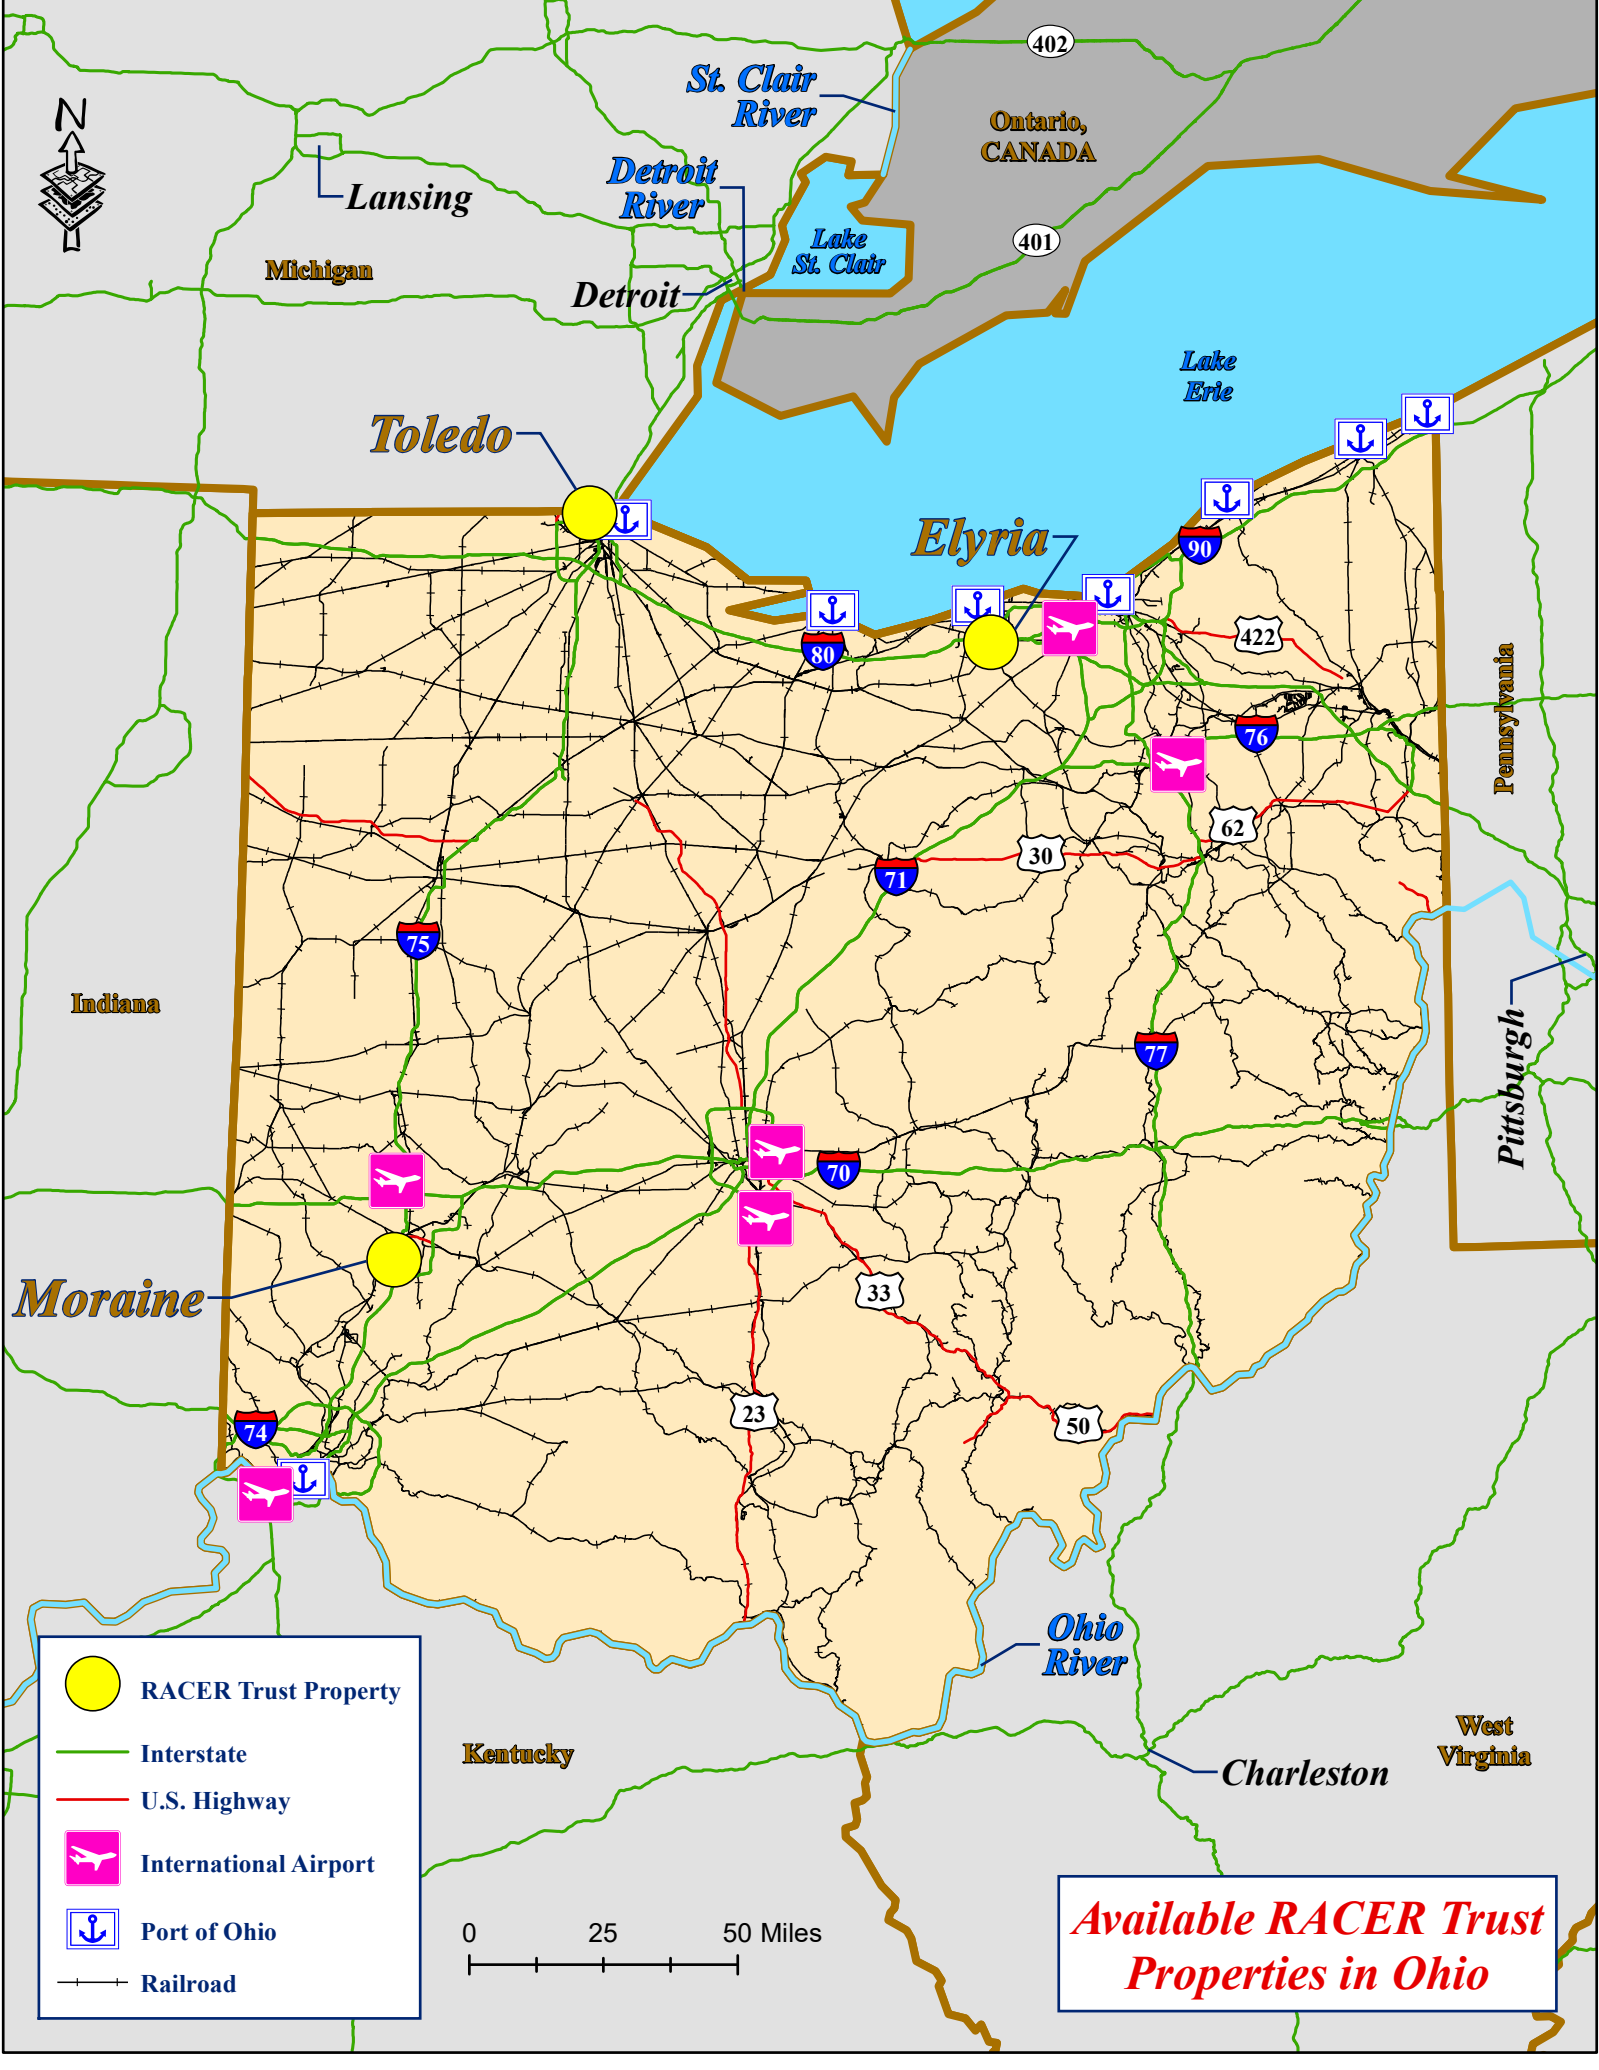 402
St. Clair
River
Ontario,
CANADA
N
Detroit
River
Lansing
Lake
St. Clair
401
Michigan
Detroit
Lake
Erie
Toledo
Elyria
90
422
80
Pennsylvania
76
62
30
71
75
Indiana
Pittsburgh
77
70
Moraine
33
23
50
74
Ohio
River
RACER Trust Property
Interstate
U.S. Highway
International Airport
Port of Ohio
Railroad
Kentucky
West
Virginia
Charleston
0 25 50 Miles
Available RACER Trust
Properties in Ohio